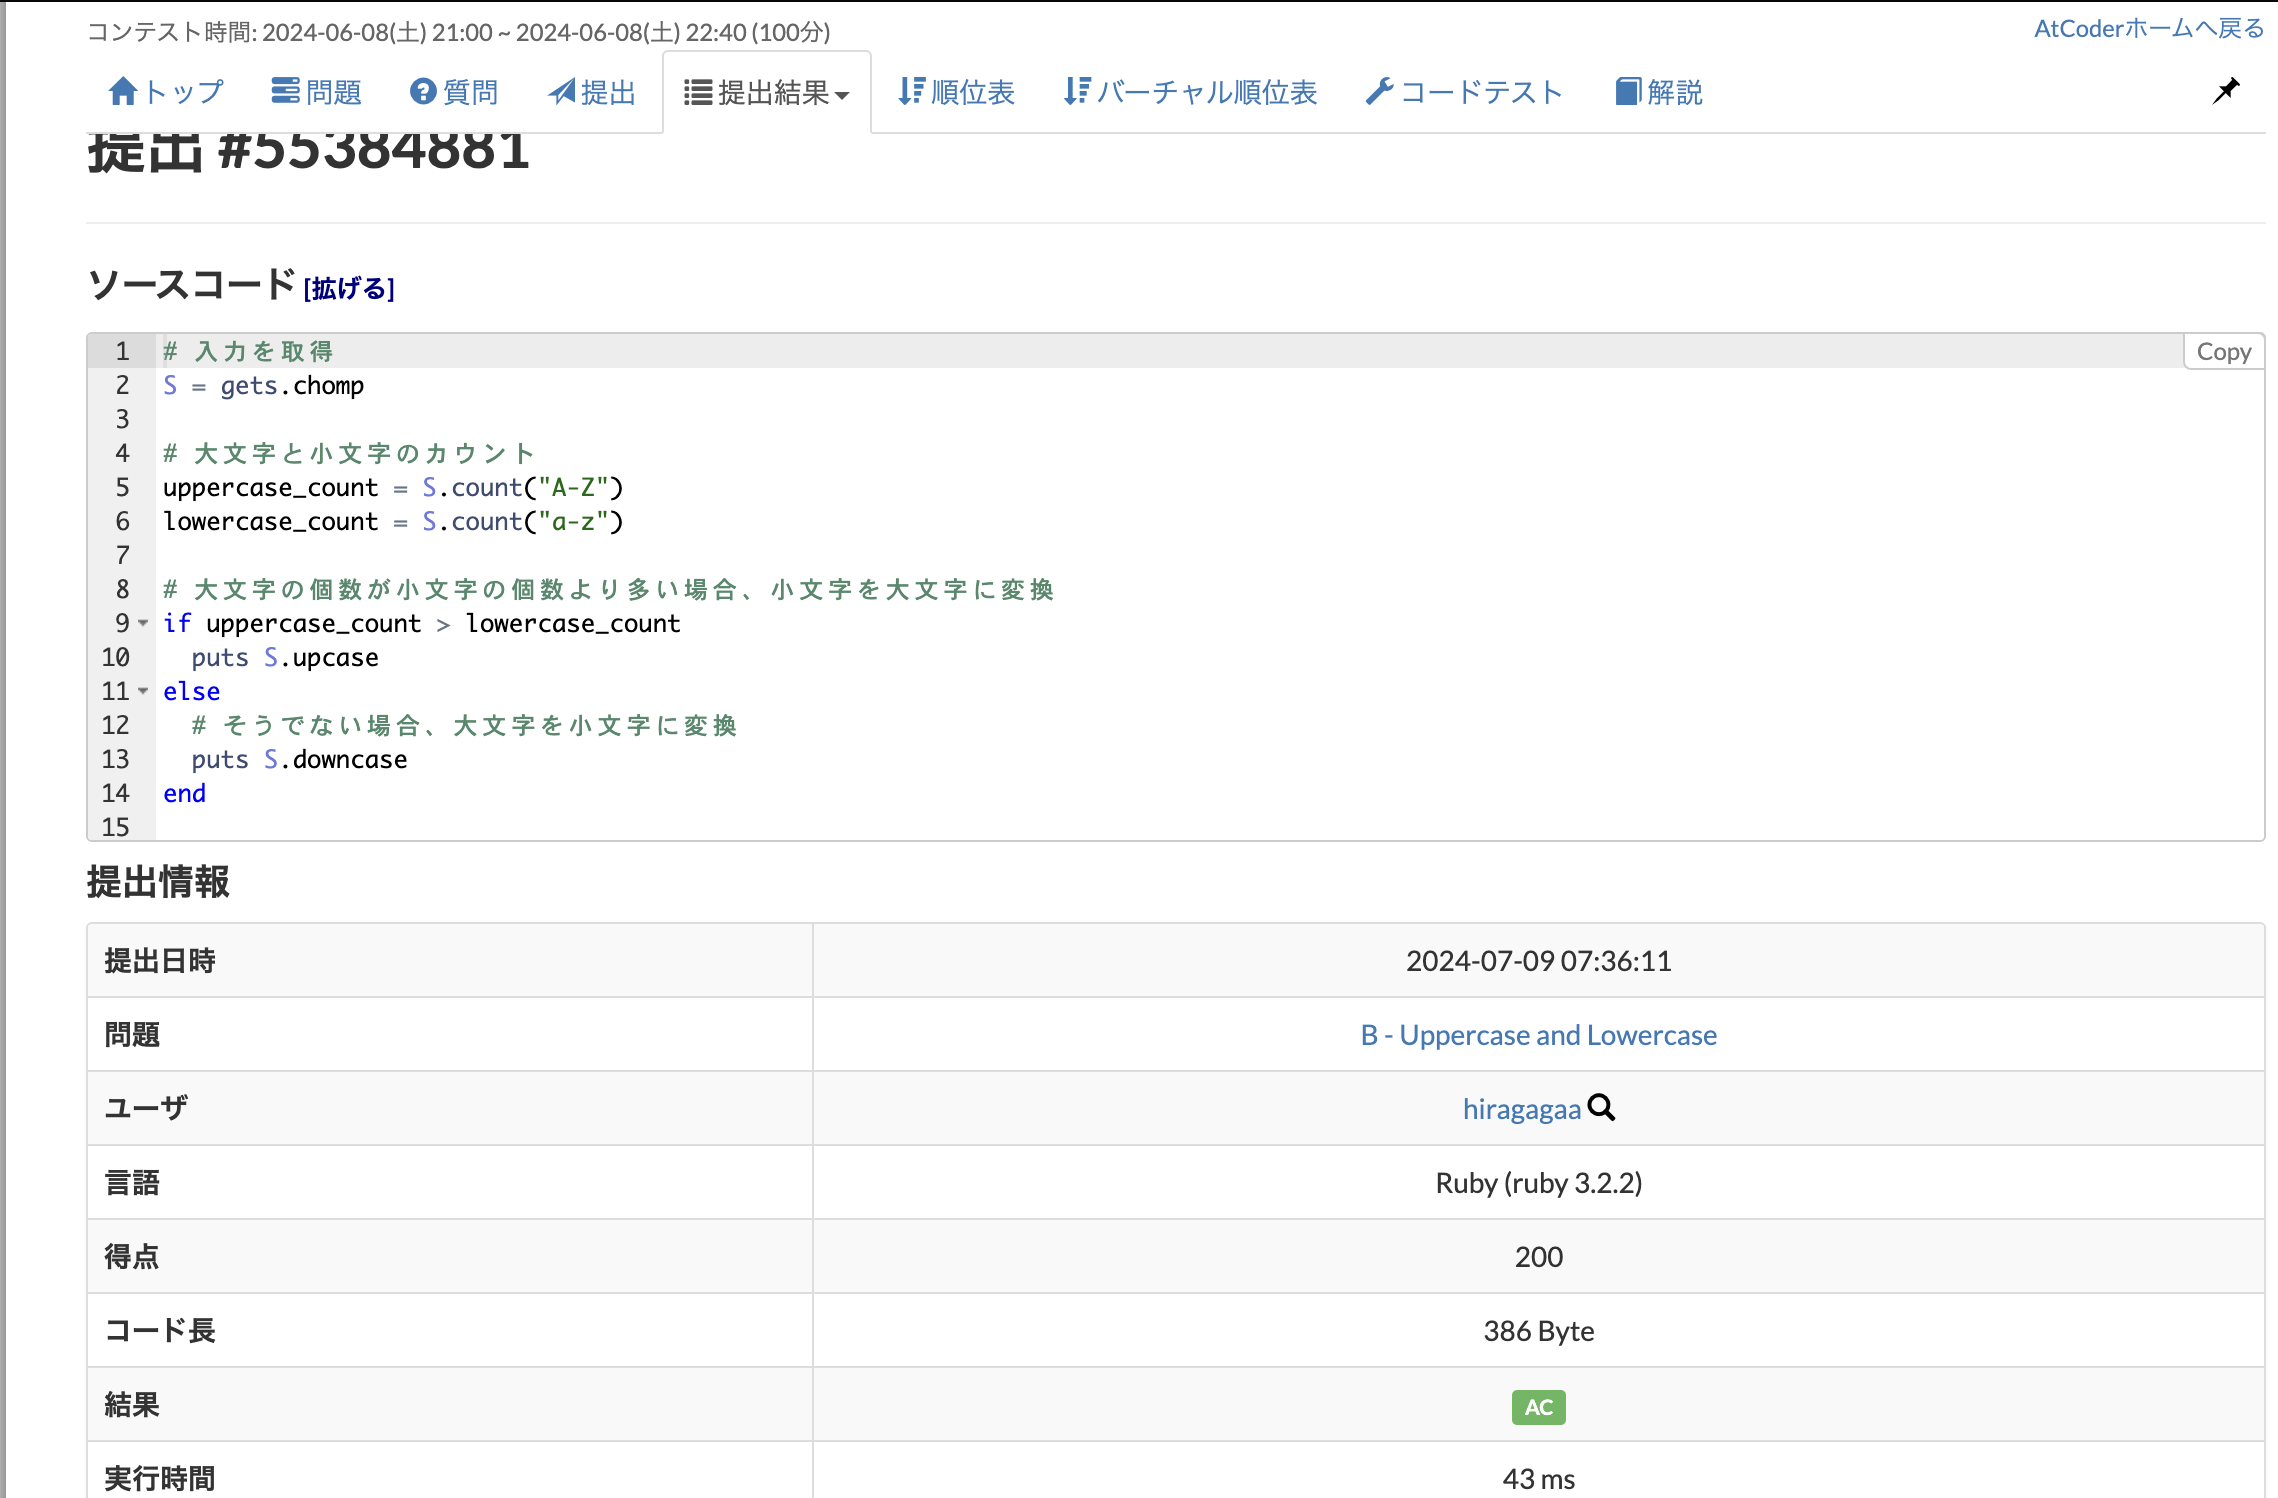 コンテスト時間: 2024-06-08(土) 21:00 ~ 2024-06-08(土) 22:40 (100分)
AtCoderホームへ戻る
トップ 問題 質問 提出 提出結果 順位表 バーチャル順位表 コードテスト 解説
提出 #55384881
ソースコード [拡げる]
Copy
1 # 入力を取得
2 S = gets.chomp
3
4 # 大文字と小文字のカウント
5 uppercase_count = S.count("A-Z")
6 lowercase_count = S.count("a-z")
7
8 # 大文字の個数が小文字の個数より多い場合、小文字を大文字に変換
9 if uppercase_count > lowercase_count
10 puts S.upcase
11 else
12 # そうでない場合、大文字を小文字に変換
13 puts S.downcase
14 end
15
提出情報
提出日時 2024-07-09 07:36:11
問題 B - Uppercase and Lowercase
ユーザ hiragagaa
言語 Ruby (ruby 3.2.2)
得点 200
コード長 386 Byte
結果 AC
実行時間 43 ms